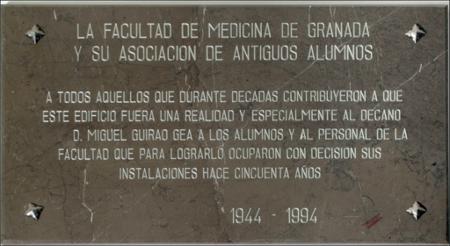 LA FACULTAD DE MEDICINA DE GRANADA
Y SU ASOCIACION DE ANTIGUOS ALUMNOS
A TODOS AQUELLOS QUE DURANTE DECADAS CONTRIBUYERON A QUE
ESTE EDIFICIO FUERA UNA REALIDAD Y ESPECIALMENTE AL DECANO
D. MIGUEL GUIRAO GEA A LOS ALUMNOS Y AL PERSONAL DE LA
FACULTAD QUE PARA LOGRARLO OCUPARON CON DECISION SUS
INSTALACIONES HACE CINCUENTA AÑOS
1944 - 1994